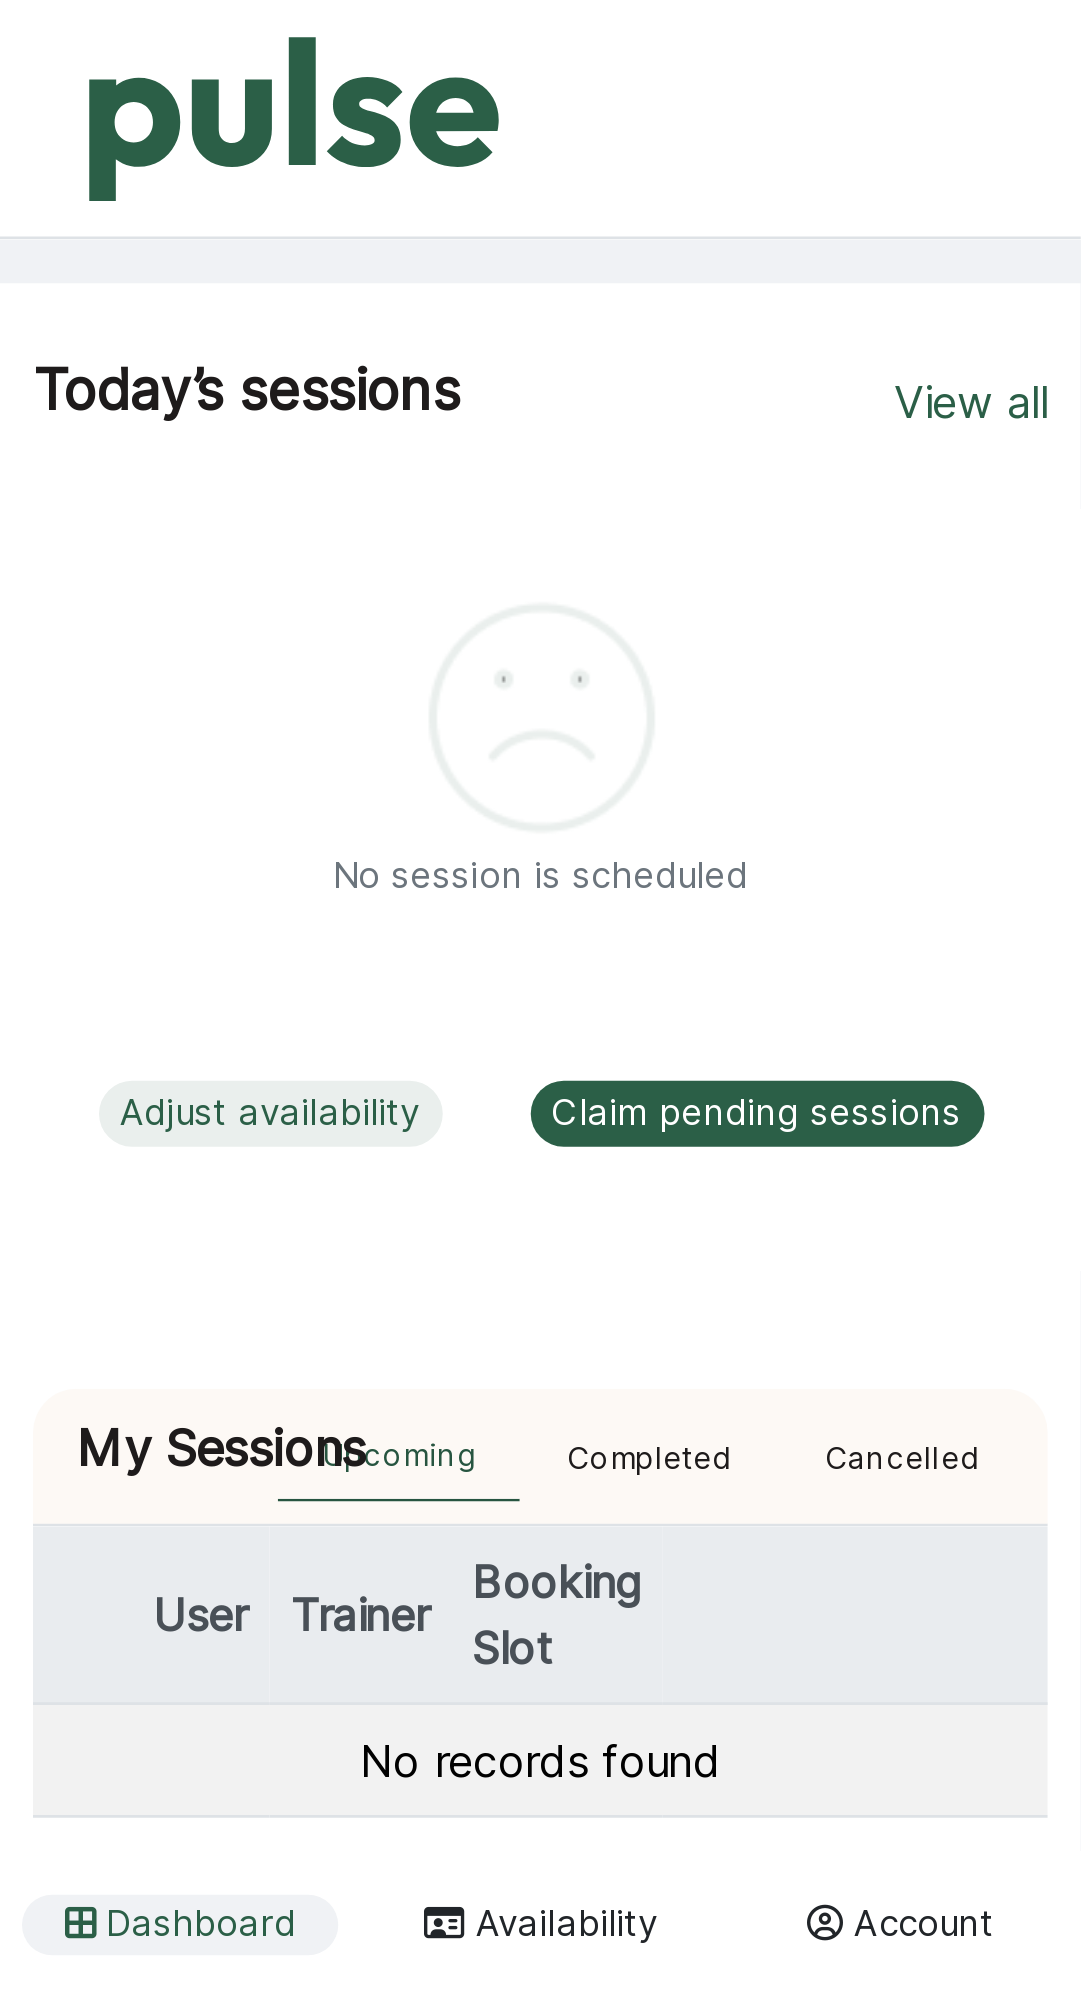 pulse
Today’s sessions
View all
No session is scheduled
Adjust availability
Claim pending sessions
My Sessions
Upcoming
Completed
Cancelled
User
Trainer
Booking
Slot
No records found
Dashboard
Availability
Account